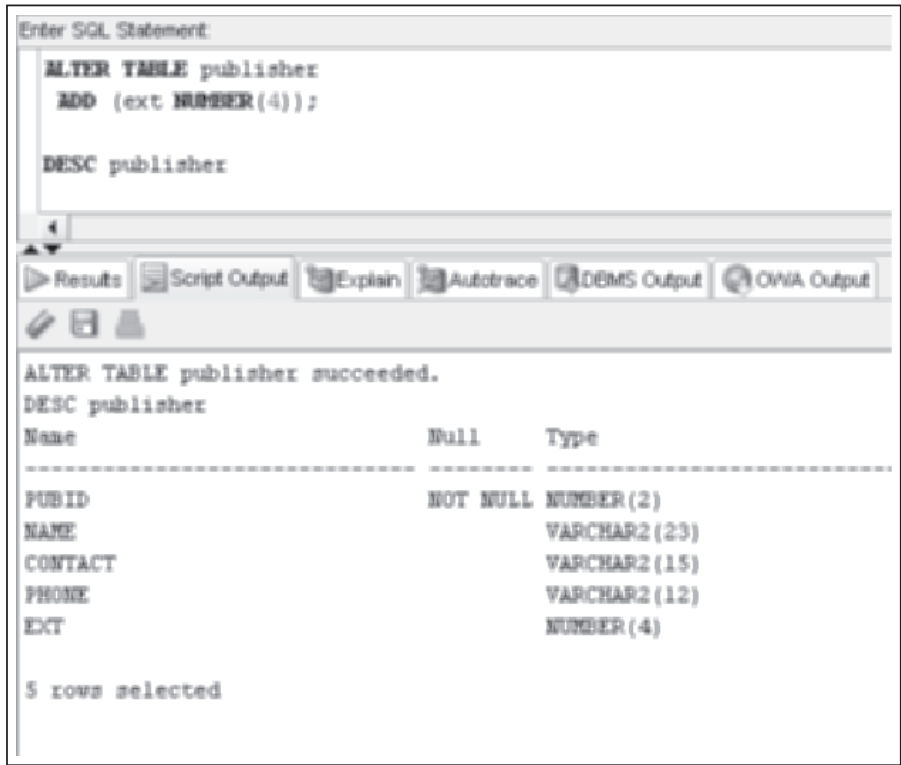 Enter SQL Statement:
ALTER TABLE publisher
ADD (ext NUMBER(4));
DESC publisher
Results Script Output Explain Autotrace DBMS Output OWA Output
ALTER TABLE publisher succeeded.
DESC publisher
Name Null Type
------------------------------ -------- ---------------------------
PUBID NOT NULL NUMBER(2)
NAME VARCHAR2(23)
CONTACT VARCHAR2(15)
PHONE VARCHAR2(12)
EXT NUMBER(4)
5 rows selected